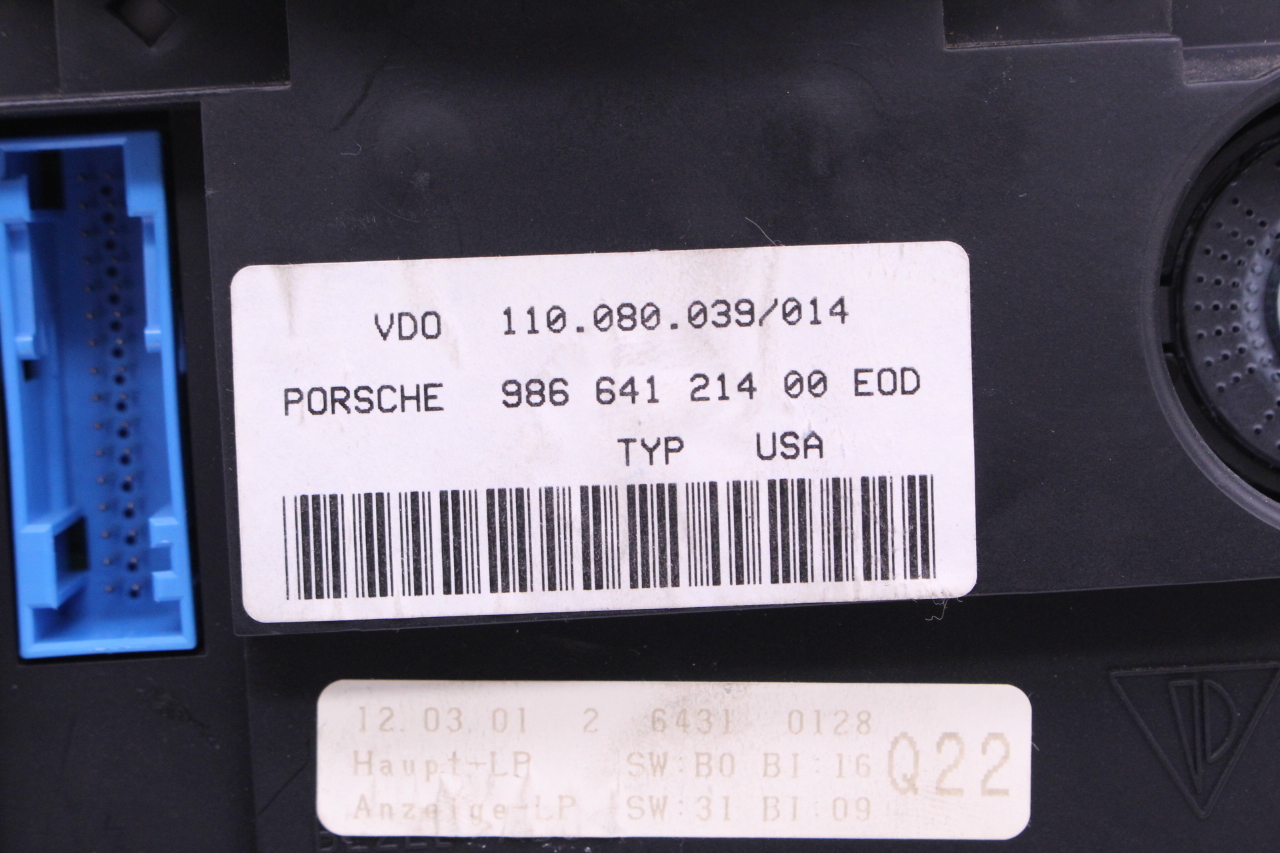 VDO 110.080.039/014
PORSCHE 986 641 214 00 EOD
TYP USA
12.03.01 2 6431 0128
Haupt-LP SW:B0 BI:16 Q22
Anzeige-LP SW:31 BI:09